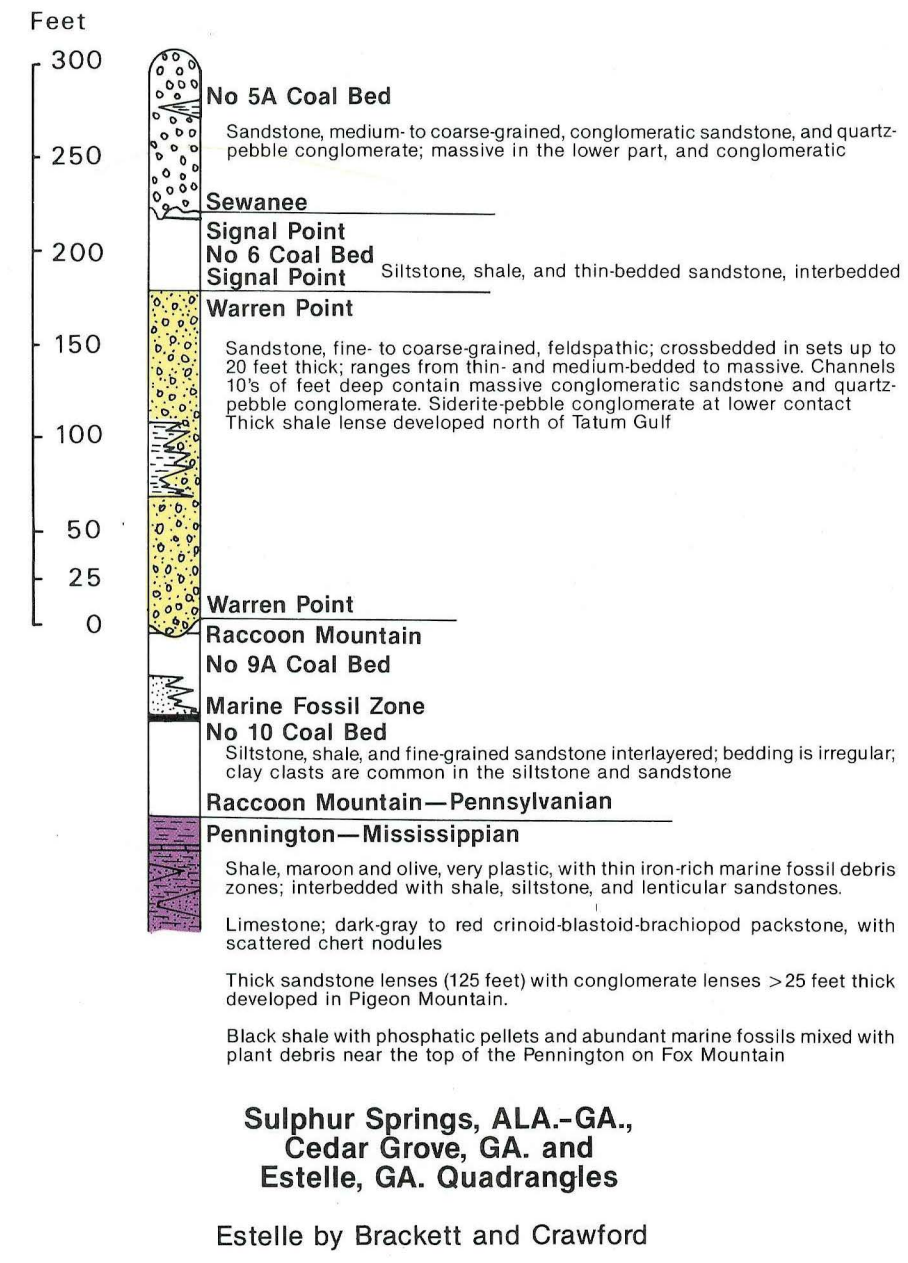 Feet
300
250
200
150
100
50
25
0
No 5A Coal Bed
Sandstone, medium- to coarse-grained, conglomeratic sandstone, and quartz-
pebble conglomerate; massive in the lower part, and conglomeratic
Sewanee
Signal Point
No 6 Coal Bed
Signal Point
Siltstone, shale, and thin-bedded sandstone, interbedded
Warren Point
Sandstone, fine- to coarse-grained, feldspathic; crossbedded in sets up to
20 feet thick; ranges from thin- and medium-bedded to massive. Channels
10's of feet deep contain massive conglomeratic sandstone and quartz-
pebble conglomerate. Siderite-pebble conglomerate at lower contact
Thick shale lense developed north of Tatum Gulf
Warren Point
Raccoon Mountain
No 9A Coal Bed
Marine Fossil Zone
No 10 Coal Bed
Siltstone, shale, and fine-grained sandstone interlayered; bedding is irregular;
clay clasts are common in the siltstone and sandstone
Raccoon Mountain—Pennsylvanian
Pennington—Mississippian
Shale, maroon and olive, very plastic, with thin iron-rich marine fossil debris
zones; interbedded with shale, siltstone, and lenticular sandstones.
Limestone; dark-gray to red crinoid-blastoid-brachiopod packstone, with
scattered chert nodules
Thick sandstone lenses (125 feet) with conglomerate lenses >25 feet thick
developed in Pigeon Mountain.
Black shale with phosphatic pellets and abundant marine fossils mixed with
plant debris near the top of the Pennington on Fox Mountain
Sulphur Springs, ALA.-GA.,
Cedar Grove, GA. and
Estelle, GA. Quadrangles
Estelle by Brackett and Crawford